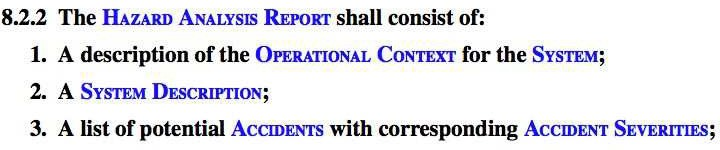 8.2.2 The Hazard Analysis Report shall consist of:
1. A description of the Operational Context for the System;
2. A System Description;
3. A list of potential Accidents with corresponding Accident Severities;